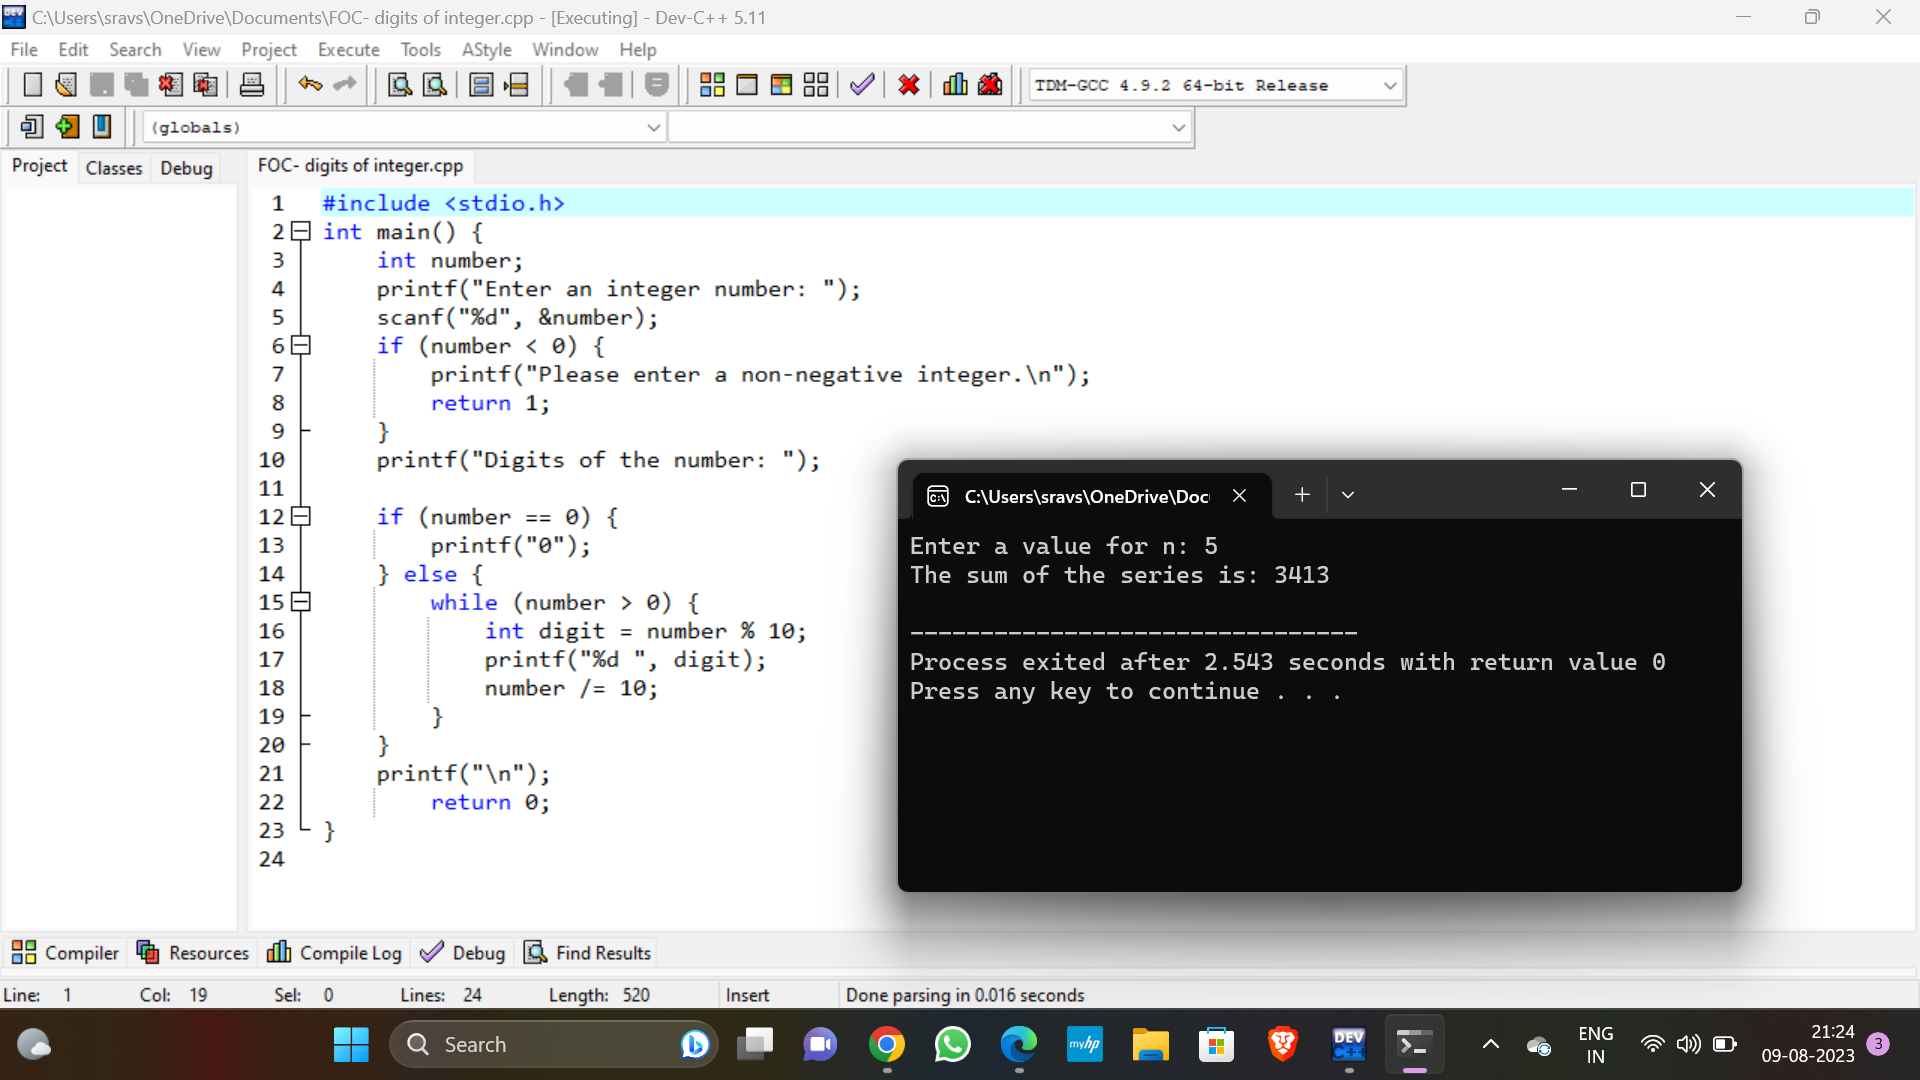 C:\Users\sravs\OneDrive\Documents\FOC- digits of integer.cpp - [Executing] - Dev-C++ 5.11
File Edit Search View Project Execute Tools AStyle Window Help
TDM-GCC 4.9.2 64-bit Release
(globals)
Project Classes Debug
FOC- digits of integer.cpp
1 #include <stdio.h>
2 int main() {
3     int number;
4     printf("Enter an integer number: ");
5     scanf("%d", &number);
6     if (number < 0) {
7         printf("Please enter a non-negative integer.\n");
8         return 1;
9     }
10     printf("Digits of the number: ");
11
12     if (number == 0) {
13         printf("0");
14     } else {
15         while (number > 0) {
16             int digit = number % 10;
17             printf("%d ", digit);
18             number /= 10;
19         }
20     }
21     printf("\n");
22         return 0;
23 }
24
C:\Users\sravs\OneDrive\Doc
Enter a value for n: 5
The sum of the series is: 3413
--------------------------------
Process exited after 2.543 seconds with return value 0
Press any key to continue . . .
Compiler Resources Compile Log Debug Find Results
Line: 1 Col: 19 Sel: 0 Lines: 24 Length: 520 Insert Done parsing in 0.016 seconds
Search
myhp
DEV
C++
ENG
IN
21:24
09-08-2023
3